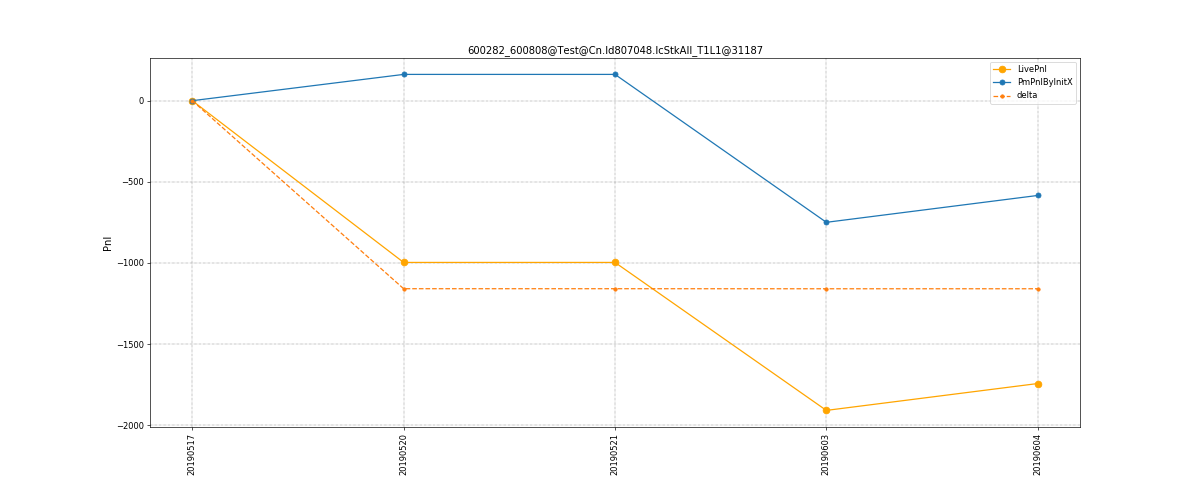 600282_600808@Test@Cn.Id807048.IcStkAll_T1L1@31187
LivePnl
PmPnlByInitX
delta
Pnl
0
−500
−1000
−1500
−2000
20190517
20190520
20190521
20190603
20190604